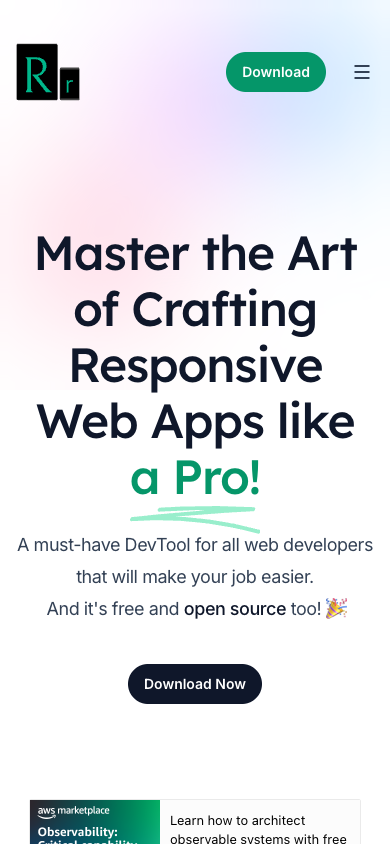 R
r
Download
Master the Art
of Crafting
Responsive
Web Apps like
a Pro!
A must-have DevTool for all web developers
that will make your job easier.
And it's free and open source too! 🎉
Download Now
aws marketplace
Observability:
Critical capability
Learn how to architect
observable systems with free